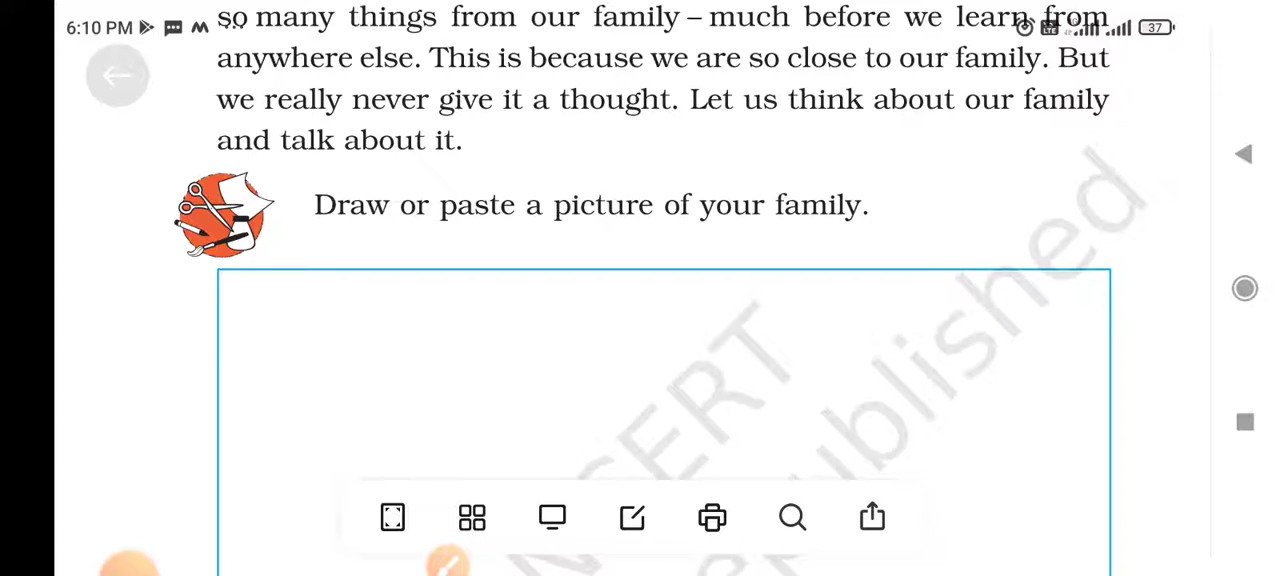 so many things from our family – much before we learn from
6:10 PM
37
anywhere else. This is because we are so close to our family. But
we really never give it a thought. Let us think about our family
and talk about it.
Draw or paste a picture of your family.
NCERT
published